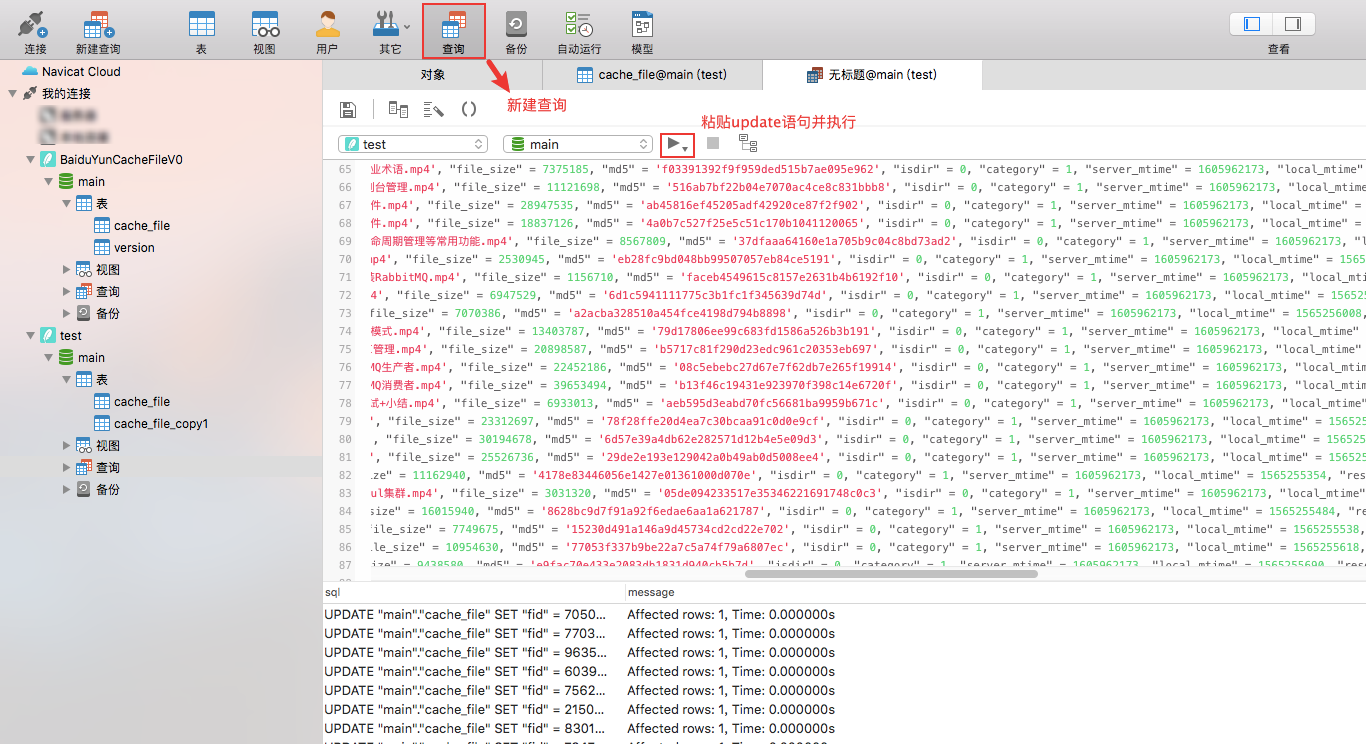 连接
新建查询
表
视图
用户
其它
查询
备份
自动运行
模型
查看
Navicat Cloud
我的连接
BaiduYunCacheFileV0
main
表
cache_file
version
视图
查询
备份
test
main
表
cache_file
cache_file_copy1
视图
查询
备份
对象
cache_file@main (test)
无标题@main (test)
新建查询
粘贴update语句并执行
test
main
65 业术语.mp4', "file_size" = 7375185, "md5" = 'f03391392f9f959ded515b7ae095e962', "isdir" = 0, "category" = 1, "server_mtime" = 1605962173, "local_mtime"
66 制台管理.mp4', "file_size" = 11121698, "md5" = '516ab7bf22b04e7070ac4ce8c831bbb8', "isdir" = 0, "category" = 1, "server_mtime" = 1605962173, "local_mtime
67 件.mp4', "file_size" = 28947535, "md5" = 'ab45816ef45205adf42920ce87f2f902', "isdir" = 0, "category" = 1, "server_mtime" = 1605962173, "local_mtime" =
68 件.mp4', "file_size" = 18837126, "md5" = '4a0b7c527f25e5c51c170b1041120065', "isdir" = 0, "category" = 1, "server_mtime" = 1605962173, "local_mtime" =
69 命周期管理等常用功能.mp4', "file_size" = 8567809, "md5" = '37dfaaa64160e1a705b9c04c8bd73ad2', "isdir" = 0, "category" = 1, "server_mtime" = 1605962173, "l
70 mp4', "file_size" = 2530945, "md5" = 'eb28fc9bd048bb99507057eb84ce5191', "isdir" = 0, "category" = 1, "server_mtime" = 1605962173, "local_mtime" = 1565
71 RabbitMQ.mp4', "file_size" = 1156710, "md5" = 'faceb4549615c8157e2631b4b6192f10', "isdir" = 0, "category" = 1, "server_mtime" = 1605962173, "local_mti
72 4', "file_size" = 6947529, "md5" = '6d1c5941111775c3b1fc1f345639d74d', "isdir" = 0, "category" = 1, "server_mtime" = 1605962173, "local_mtime" = 156525
73 file_size" = 7070386, "md5" = 'a2acba328510a454fce4198d794b8898', "isdir" = 0, "category" = 1, "server_mtime" = 1605962173, "local_mtime" = 1565256008,
74 模式.mp4', "file_size" = 13403787, "md5" = '79d17806ee99c683fd1586a526b3b191', "isdir" = 0, "category" = 1, "server_mtime" = 1605962173, "local_mtime"
75 管理.mp4', "file_size" = 20898587, "md5" = 'b5717c81f290d23edc961c20353eb697', "isdir" = 0, "category" = 1, "server_mtime" = 1605962173, "local_mtime"
76 MQ生产者.mp4', "file_size" = 22452186, "md5" = '08c5ebebc27d67e7f62db7e265f19914', "isdir" = 0, "category" = 1, "server_mtime" = 1605962173, "local_mti
77 MQ消费者.mp4', "file_size" = 39653494, "md5" = 'b13f46c19431e923970f398c14e6720f', "isdir" = 0, "category" = 1, "server_mtime" = 1605962173, "local_mti
78 试+小结.mp4', "file_size" = 6933013, "md5" = 'aeb595d3eabd70fc56681ba9959b671c', "isdir" = 0, "category" = 1, "server_mtime" = 1605962173, "local_mtime
79 ', "file_size" = 23312697, "md5" = '78f28ffe20d4ea7c30bcaa91c0d0e9cf', "isdir" = 0, "category" = 1, "server_mtime" = 1605962173, "local_mtime" = 156525
80 , "file_size" = 30194678, "md5" = '6d57e39a4db62e282571d12b4e5e09d3', "isdir" = 0, "category" = 1, "server_mtime" = 1605962173, "local_mtime" = 1565255
81 ', "file_size" = 25526736, "md5" = '29de2e193e129042a0b49ab0d5008ee4', "isdir" = 0, "category" = 1, "server_mtime" = 1605962173, "local_mtime" = 156525
82 size" = 11162940, "md5" = '4178e83446056e1427e01361000d070e', "isdir" = 0, "category" = 1, "server_mtime" = 1605962173, "local_mtime" = 1565255354, "res
83 ul集群.mp4', "file_size" = 3031320, "md5" = '05de094233517e35346221691748c0c3', "isdir" = 0, "category" = 1, "server_mtime" = 1605962173, "local_mtime"
84 size" = 16015940, "md5" = '8628bc9d7f91a92f6edae6aa1a621787', "isdir" = 0, "category" = 1, "server_mtime" = 1605962173, "local_mtime" = 1565255484, "re
85 file_size" = 7749675, "md5" = '15230d491a146a9d45734cd2cd22e702', "isdir" = 0, "category" = 1, "server_mtime" = 1605962173, "local_mtime" = 1565255538,
86 ile_size" = 10954630, "md5" = '77053f337b9be22a7c5a74f79a6807ec', "isdir" = 0, "category" = 1, "server_mtime" = 1605962173, "local_mtime" = 1565255618,
87 size" = 9438580, "md5" = 'e9fac70e433e2083db1831d940cb5b7d', "isdir" = 0, "category" = 1, "server_mtime" = 1605962173, "local_mtime" = 1565255690, "res
sql message
UPDATE "main"."cache_file" SET "fid" = 7050... Affected rows: 1, Time: 0.000000s
UPDATE "main"."cache_file" SET "fid" = 7703... Affected rows: 1, Time: 0.000000s
UPDATE "main"."cache_file" SET "fid" = 9635... Affected rows: 1, Time: 0.000000s
UPDATE "main"."cache_file" SET "fid" = 6039... Affected rows: 1, Time: 0.000000s
UPDATE "main"."cache_file" SET "fid" = 7562... Affected rows: 1, Time: 0.000000s
UPDATE "main"."cache_file" SET "fid" = 2150... Affected rows: 1, Time: 0.000000s
UPDATE "main"."cache_file" SET "fid" = 8301... Affected rows: 1, Time: 0.000000s